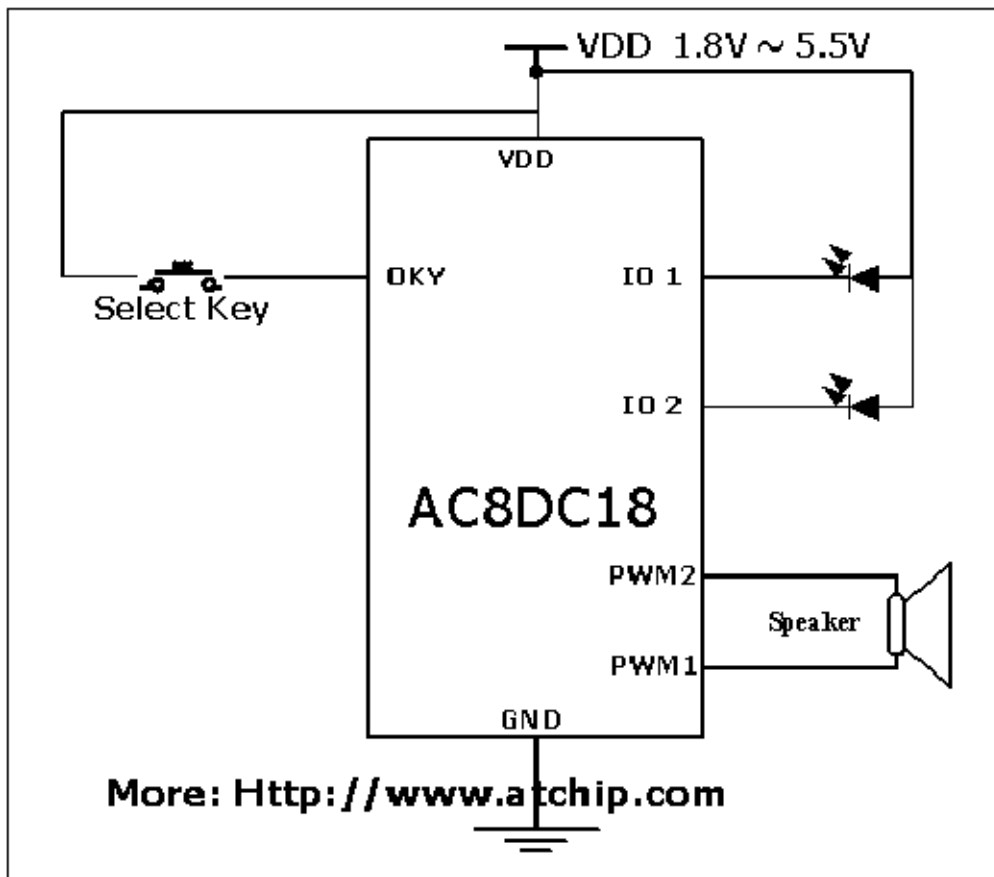 VDD 1.8V ~ 5.5V
VDD
OKY
IO 1
Select Key
IO 2
AC8DC18
PWM2
Speaker
PWM1
GND
More: Http://www.atchip.com